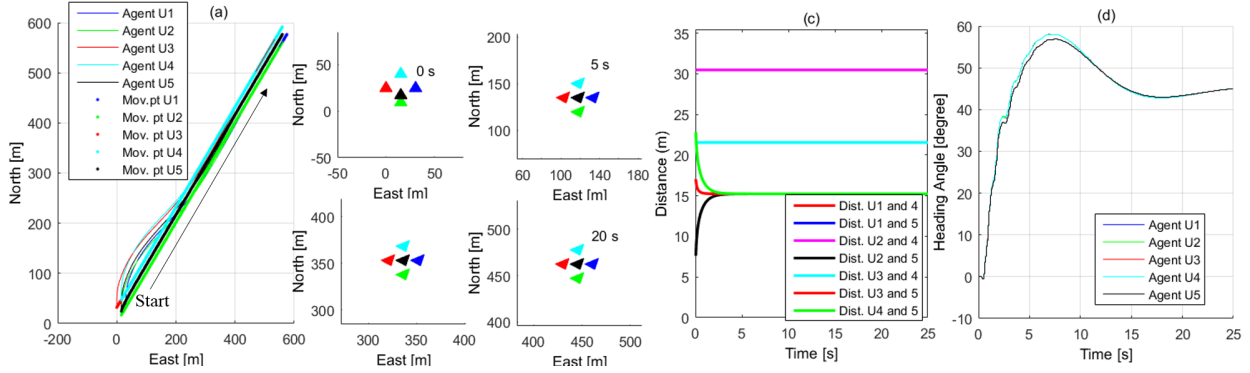 (a)
Agent U1
Agent U2
Agent U3
Agent U4
Agent U5
Mov.pt U1
Mov. pt U2
Mov. pt U3
Mov. pt U4
Mov. pt U5
Start
600
500
400
300
200
100
0
North [m]
-200
0
200
400
600
East [m]
0 s
50
0
-50
North [m]
0
50
East [m]
5 s
200
150
100
North [m]
60
80
100
120
140
160
180
East [m]
400
350
300
North [m]
300
350
400
East [m]
20 s
500
450
400
North [m]
400
450
500
East [m]
(c)
35
30
25
20
15
10
5
0
Distance (m)
Dist. U1 and 4
Dist. U1 and 5
Dist. U2 and 4
Dist. U2 and 5
Dist. U3 and 4
Dist. U3 and 5
Dist. U4 and 5
0
5
10
15
20
25
Time [s]
(d)
60
50
40
30
20
10
0
-10
Heading Angle [degree]
Agent U1
Agent U2
Agent U3
Agent U4
Agent U5
0
5
10
15
20
25
Time [s]